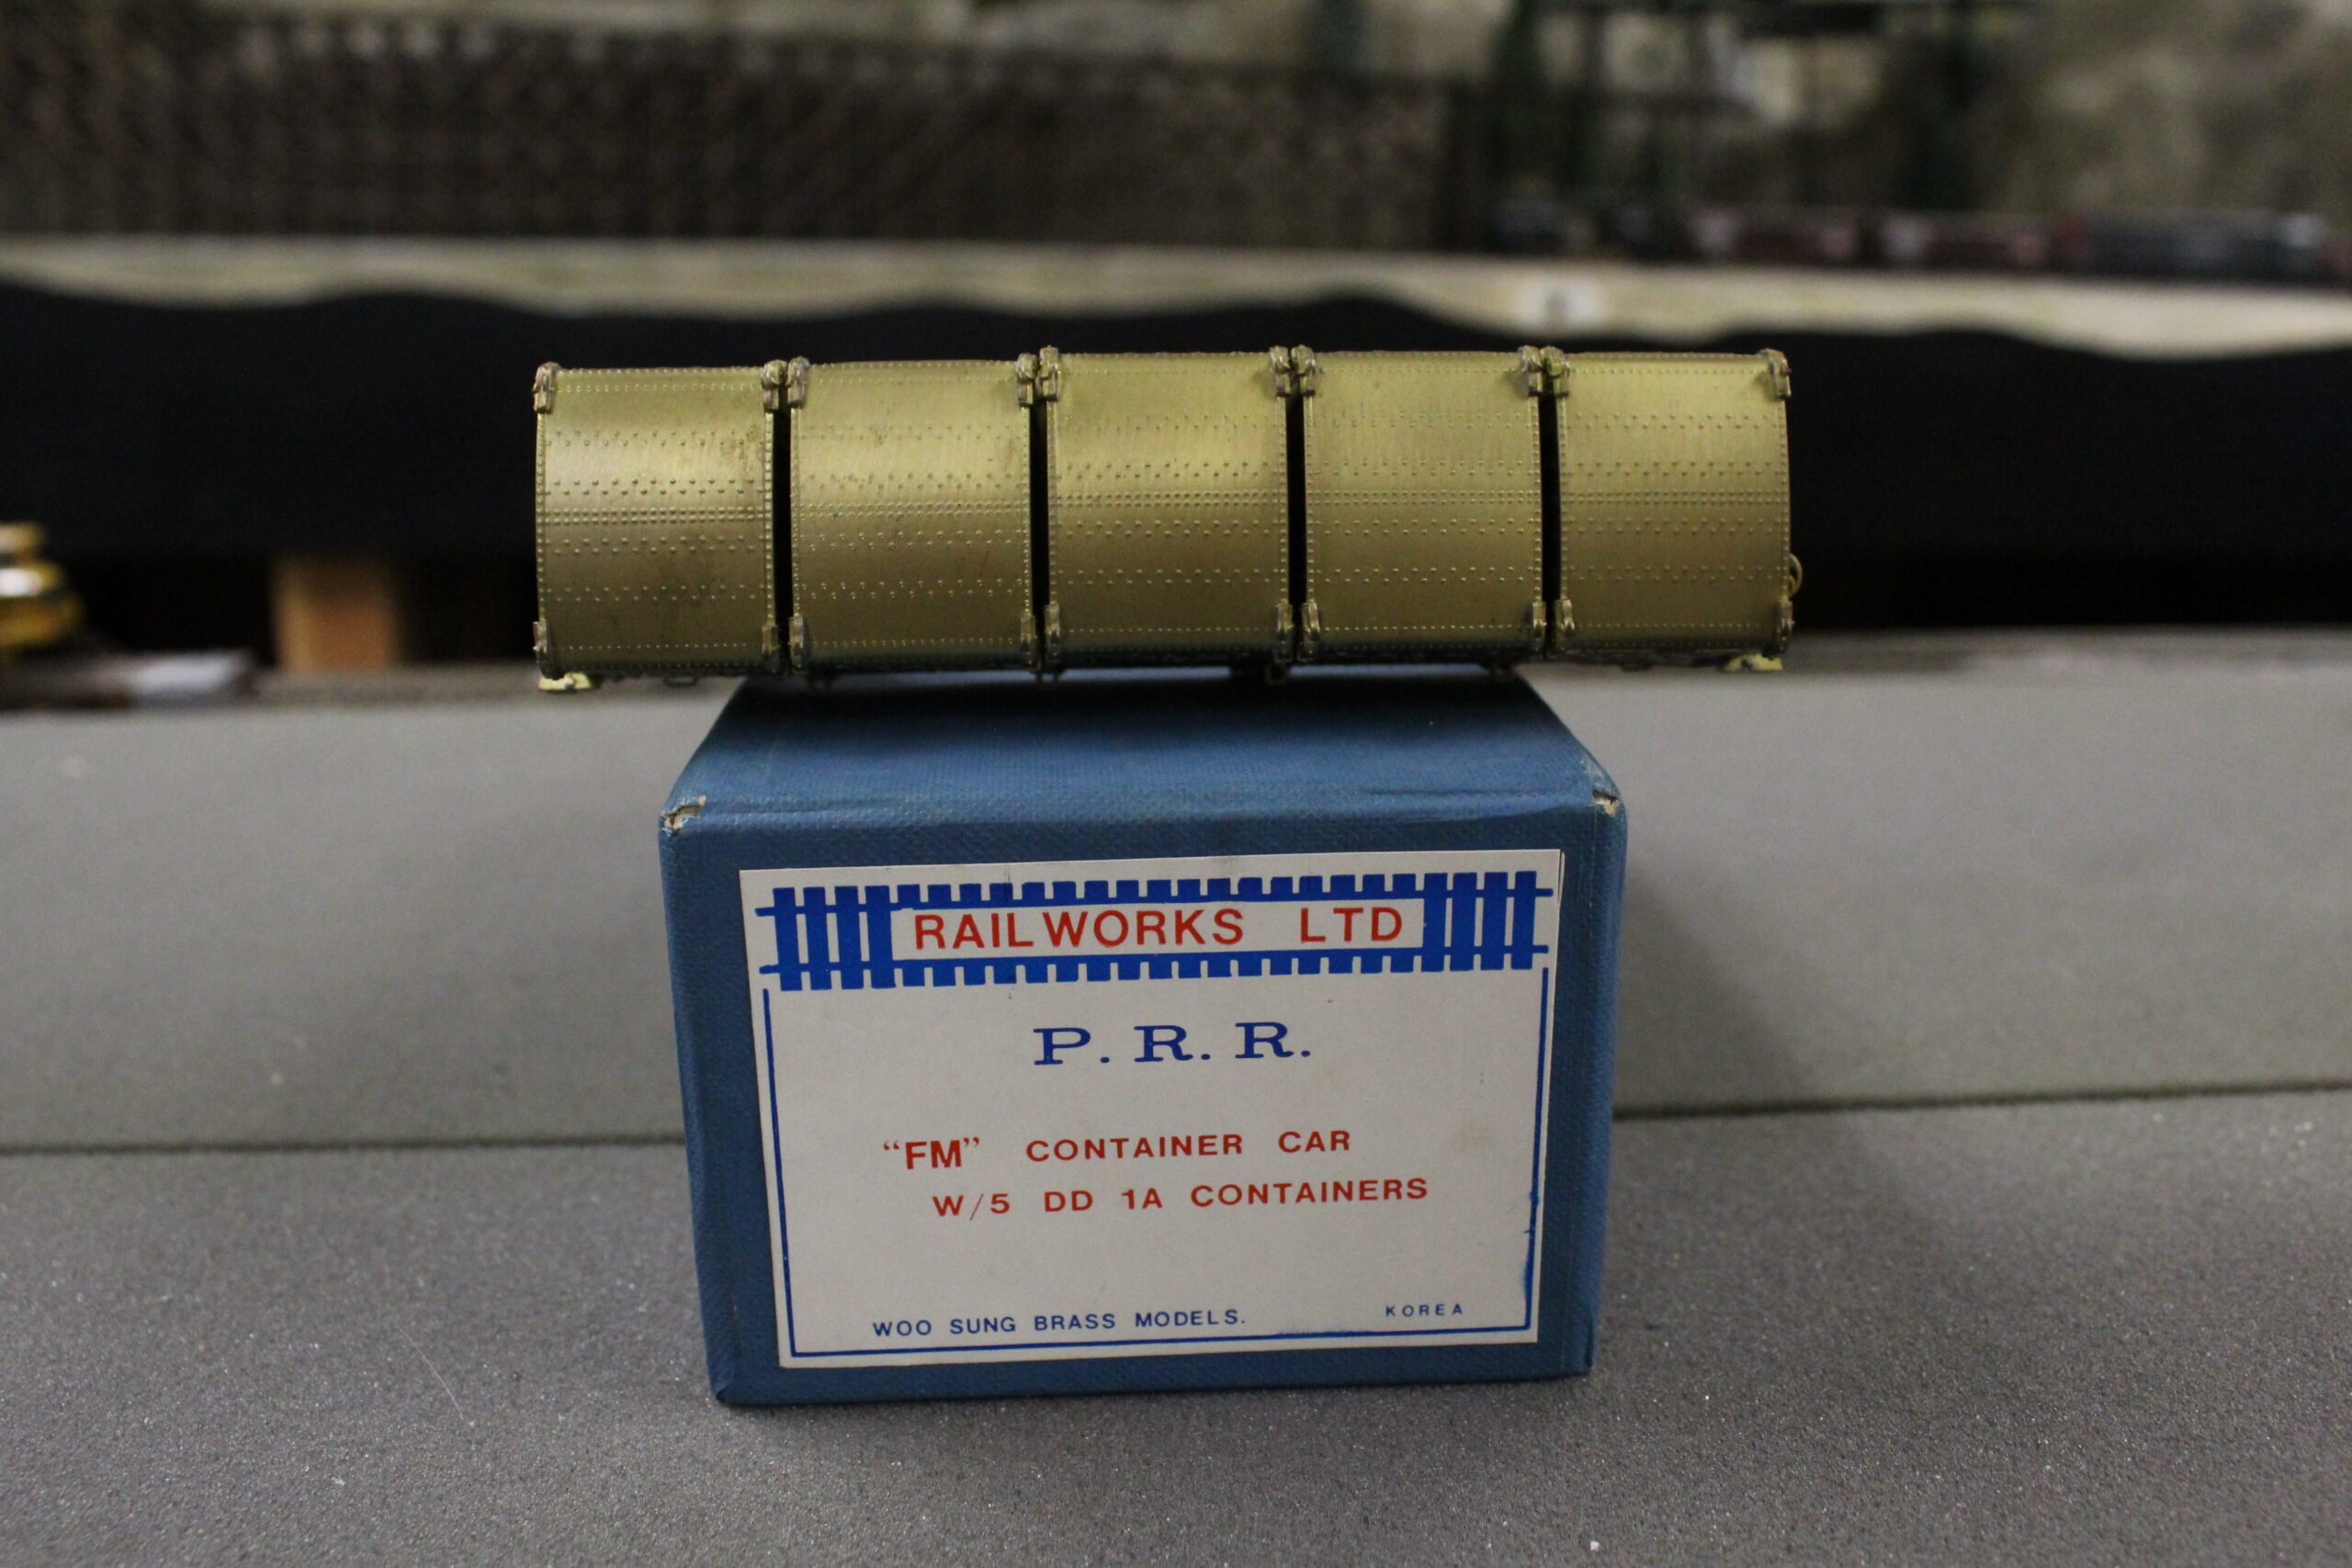 RAILWORKS LTD
P. R. R.
“FM” CONTAINER CAR
W/5 DD 1A CONTAINERS
WOO SUNG BRASS MODELS. KOREA